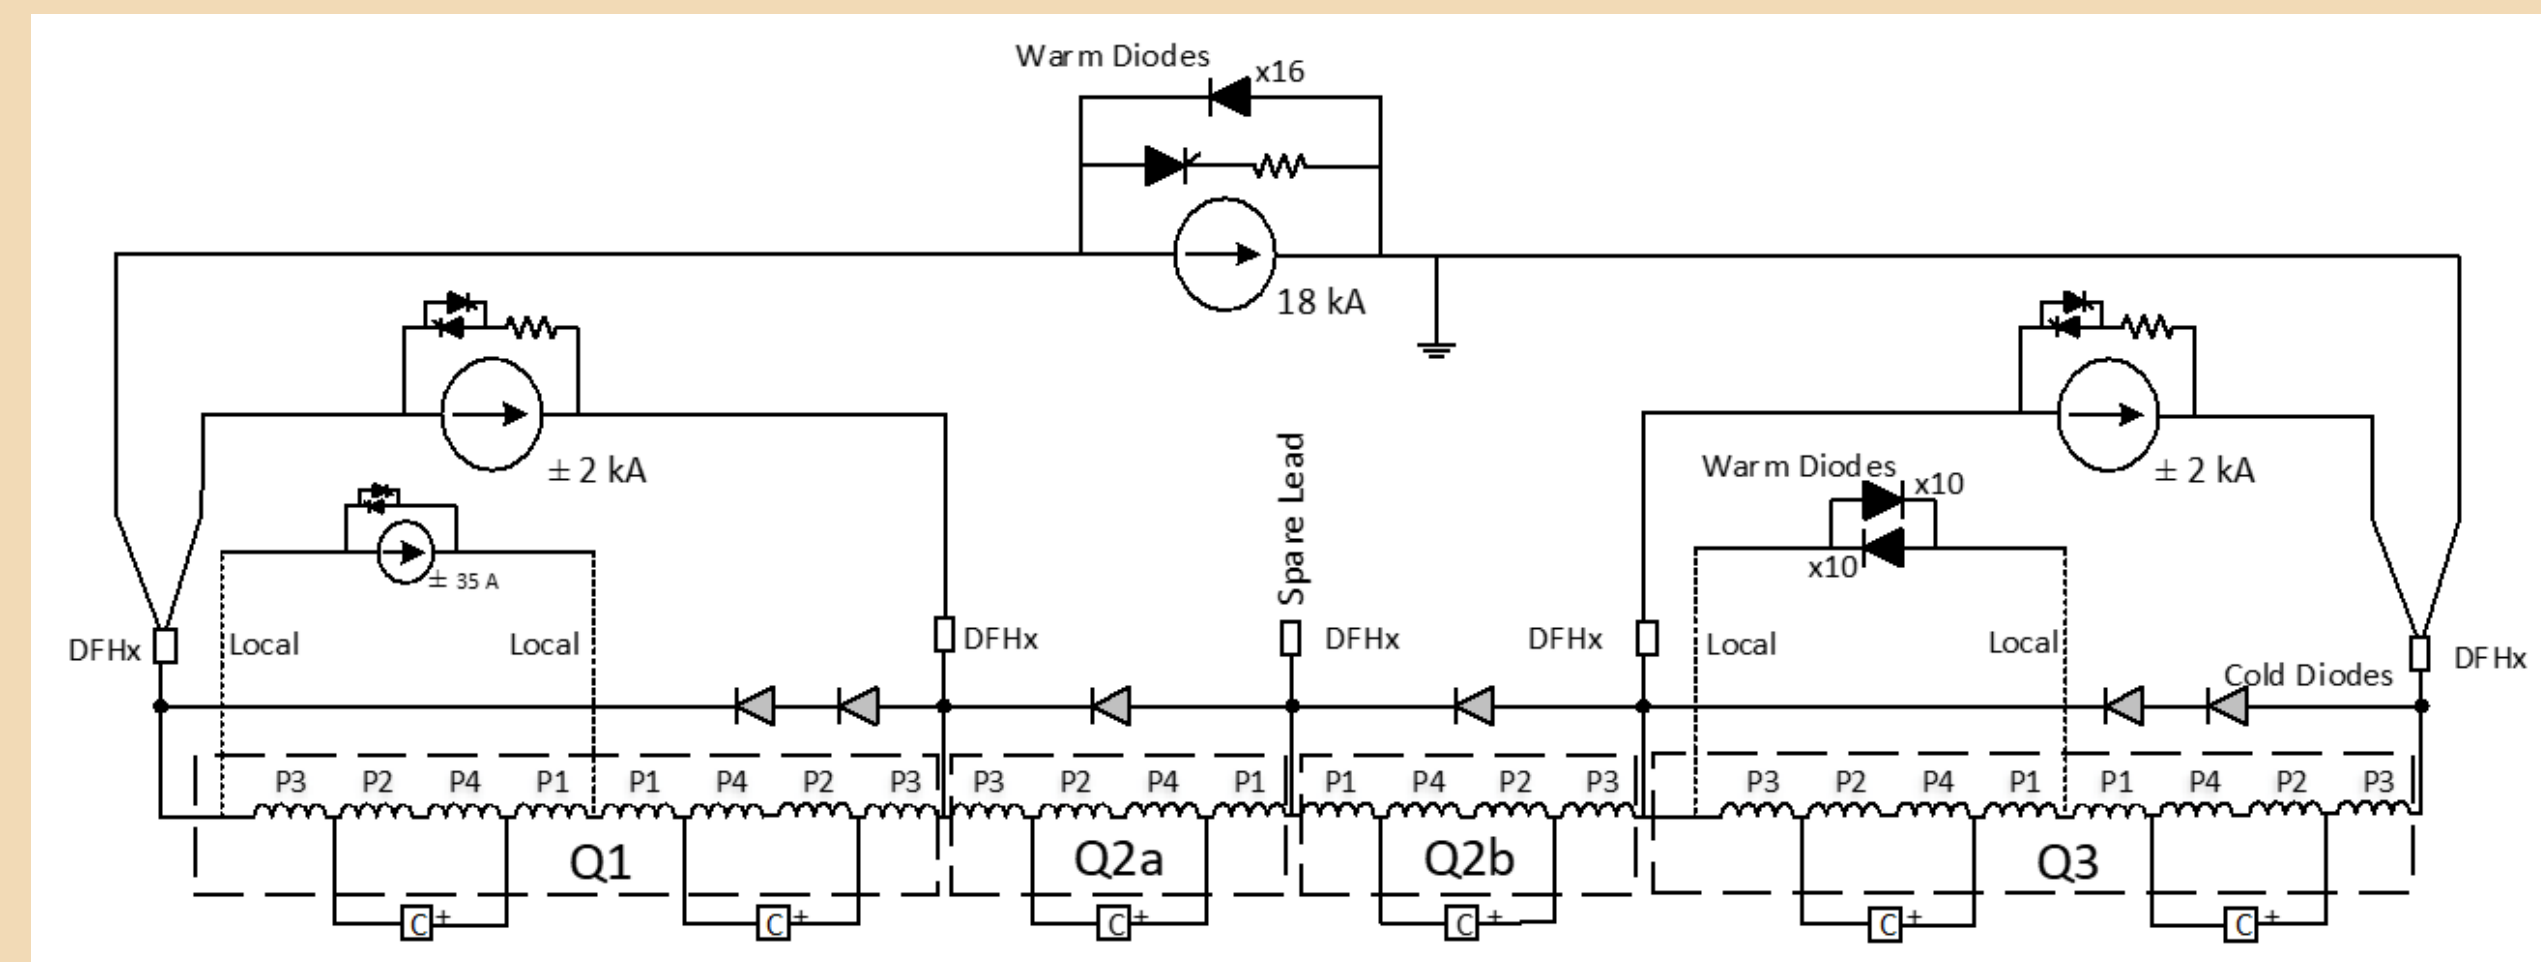 Warm Diodes
x16
18 kA
± 2 kA
± 35 A
Spare Lead
Warm Diodes
x10
x10
± 2 kA
DFHx
Local
Local
DFHx
DFHx
DFHx
Local
Local
Cold Diodes
DFHx
P3 P2 P4 P1 P1 P4 P2 P3 P3 P2 P4 P1 P1 P4 P2 P3 P3 P2 P4 P1 P1 P4 P2 P3
Q1 Q2a Q2b Q3
C + C + C + C + C + C +